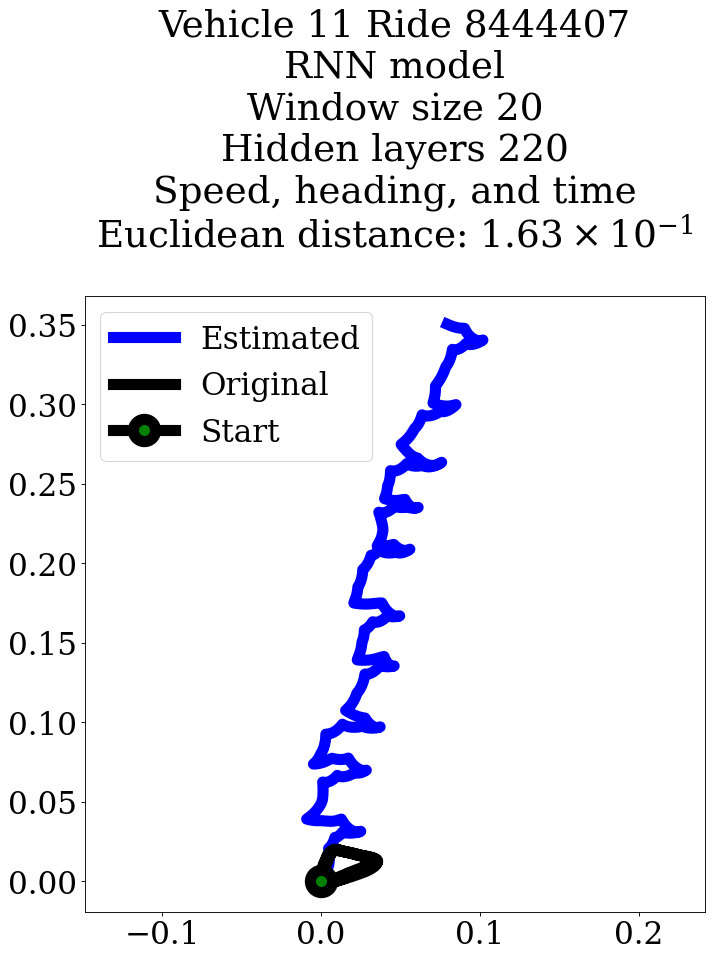 Vehicle 11 Ride 8444407
RNN model
Window size 20
Hidden layers 220
Speed, heading, and time
Euclidean distance: 1.63 × 10⁻¹
Estimated
Original
Start
0.35
0.30
0.25
0.20
0.15
0.10
0.05
0.00
−0.1 0.0 0.1 0.2